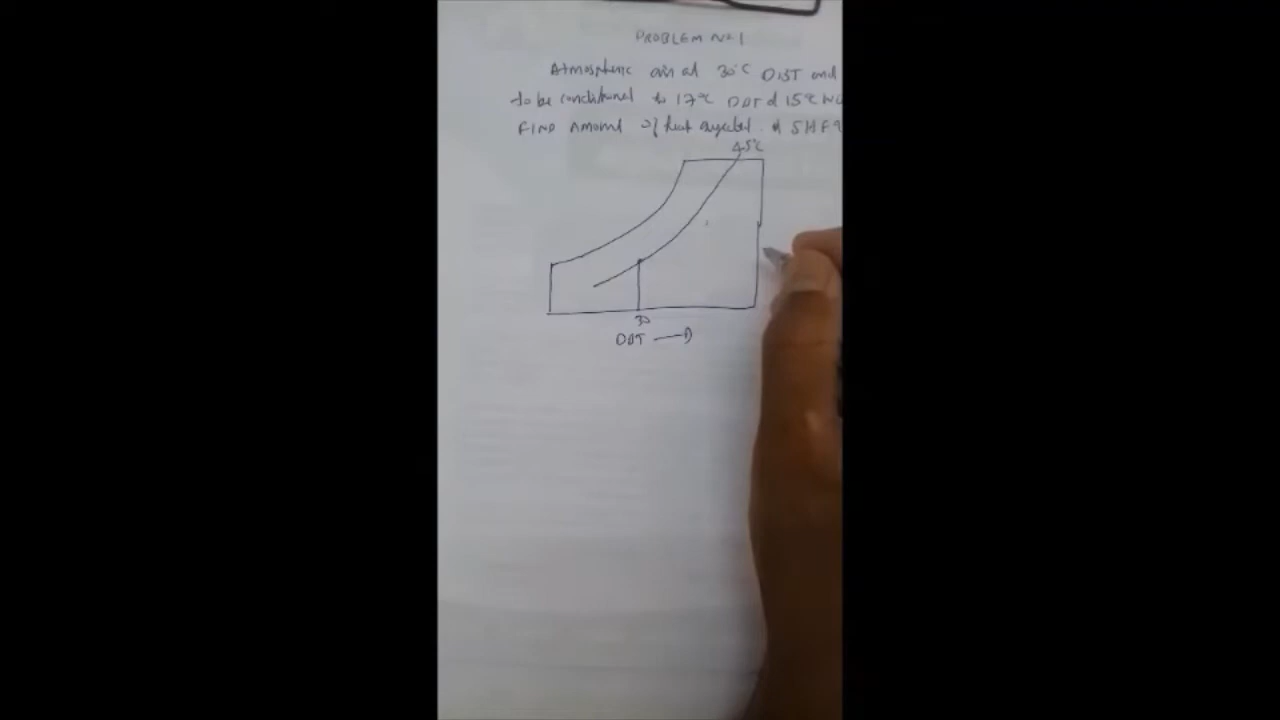 PROBLEM No 1
Atmospheric air at 30°C DBT and
to be conditioned to 17°C DBT & 15°C
FIND Amount of heat & SHF
45°C
30
DBT